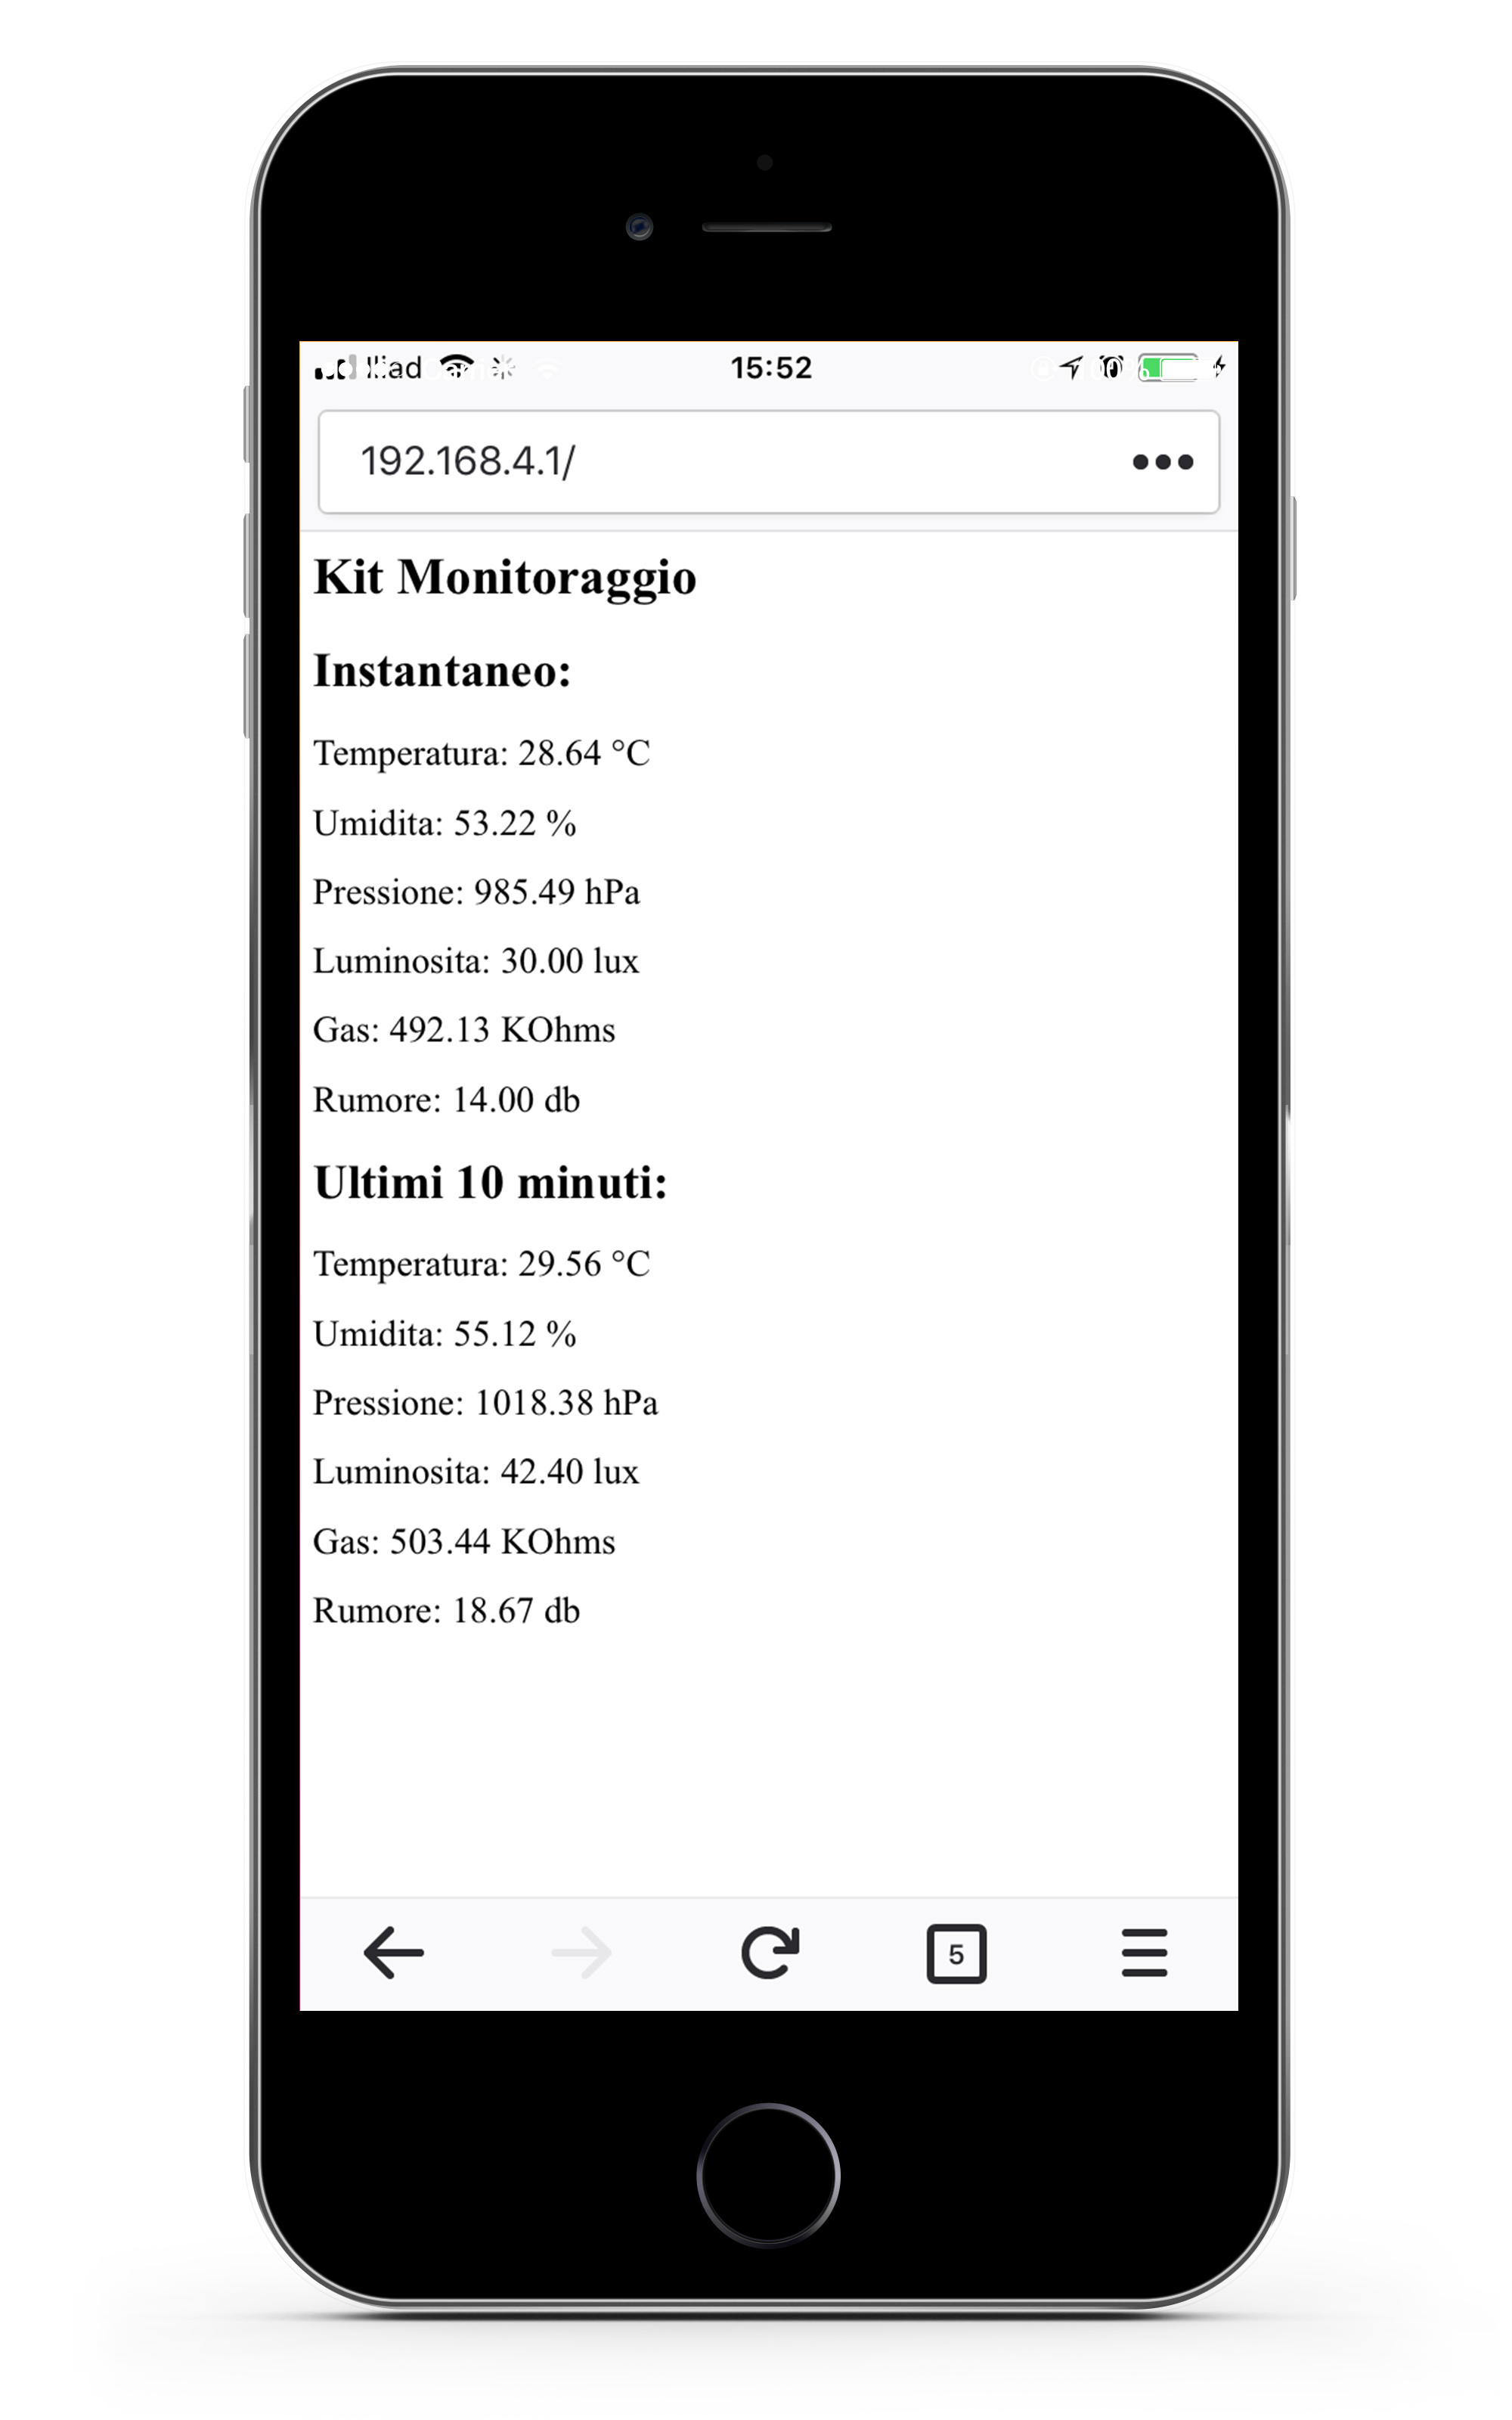 Iliad
15:52
192.168.4.1/
Kit Monitoraggio
Instantaneo:
Temperatura: 28.64 °C
Umidita: 53.22 %
Pressione: 985.49 hPa
Luminosita: 30.00 lux
Gas: 492.13 KOhms
Rumore: 14.00 db
Ultimi 10 minuti:
Temperatura: 29.56 °C
Umidita: 55.12 %
Pressione: 1018.38 hPa
Luminosita: 42.40 lux
Gas: 503.44 KOhms
Rumore: 18.67 db
5